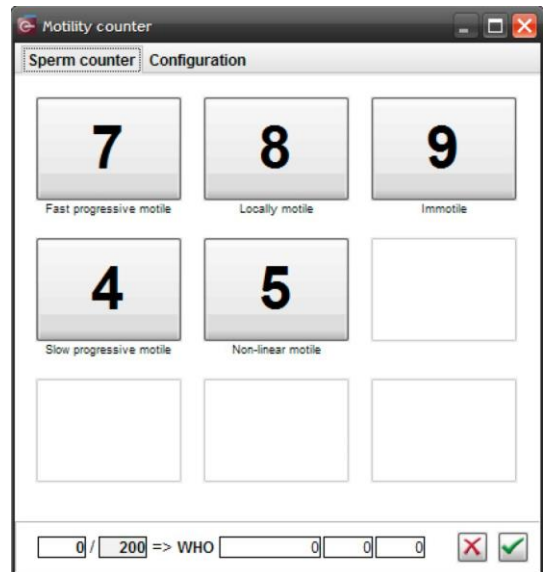 Motility counter
Sperm counter Configuration
7 8 9
Fast progressive motile Locally motile Immotile
4 5
Slow progressive motile Non-linear motile
0 / 200 => WHO 0 0 0